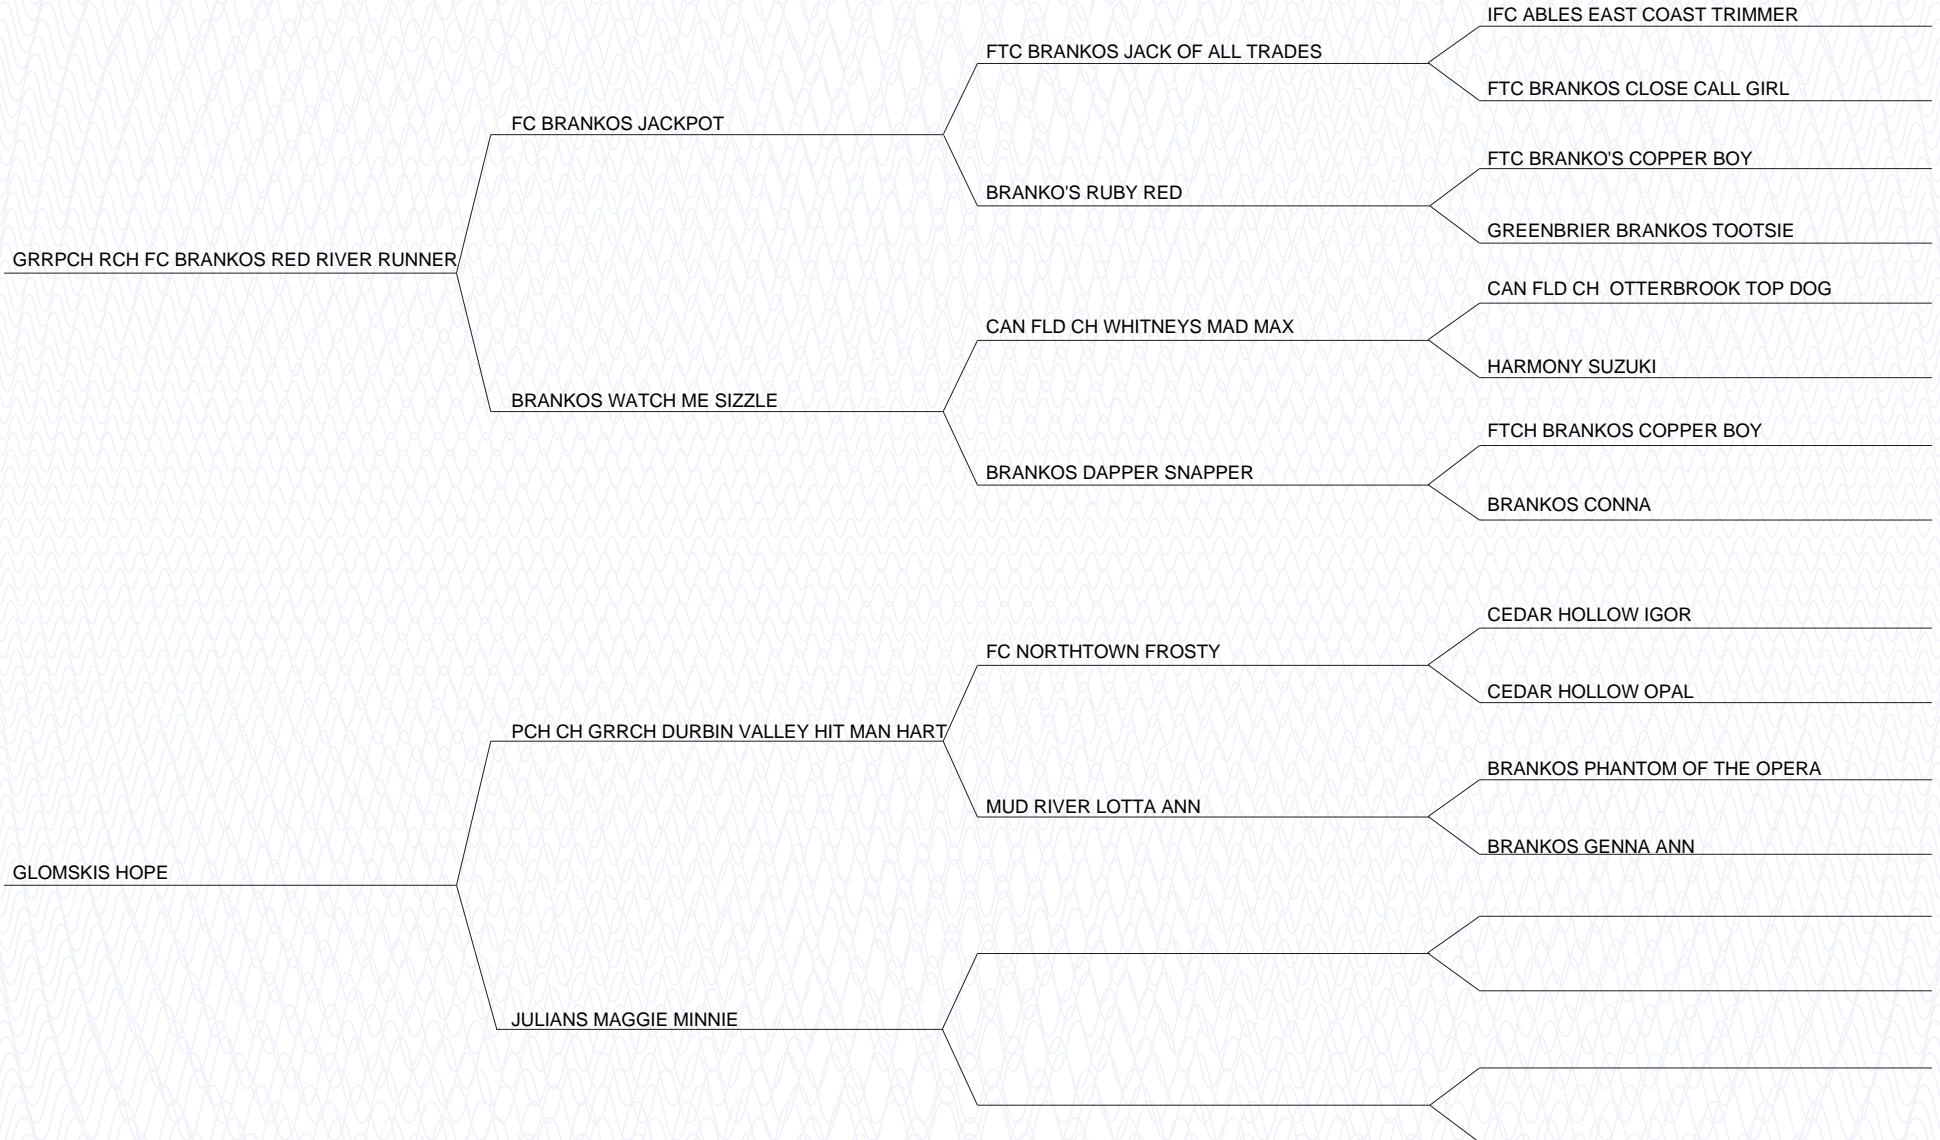 IFC ABLES EAST COAST TRIMMER
FTC BRANKOS JACK OF ALL TRADES
FTC BRANKOS CLOSE CALL GIRL
FC BRANKOS JACKPOT
FTC BRANKO'S COPPER BOY
BRANKO'S RUBY RED
GREENBRIER BRANKOS TOOTSIE
GRRPCH RCH FC BRANKOS RED RIVER RUNNER
CAN FLD CH  OTTERBROOK TOP DOG
CAN FLD CH WHITNEYS MAD MAX
HARMONY SUZUKI
BRANKOS WATCH ME SIZZLE
FTCH BRANKOS COPPER BOY
BRANKOS DAPPER SNAPPER
BRANKOS CONNA
CEDAR HOLLOW IGOR
FC NORTHTOWN FROSTY
CEDAR HOLLOW OPAL
PCH CH GRRCH DURBIN VALLEY HIT MAN HART
BRANKOS PHANTOM OF THE OPERA
MUD RIVER LOTTA ANN
BRANKOS GENNA ANN
GLOMSKIS HOPE
JULIANS MAGGIE MINNIE